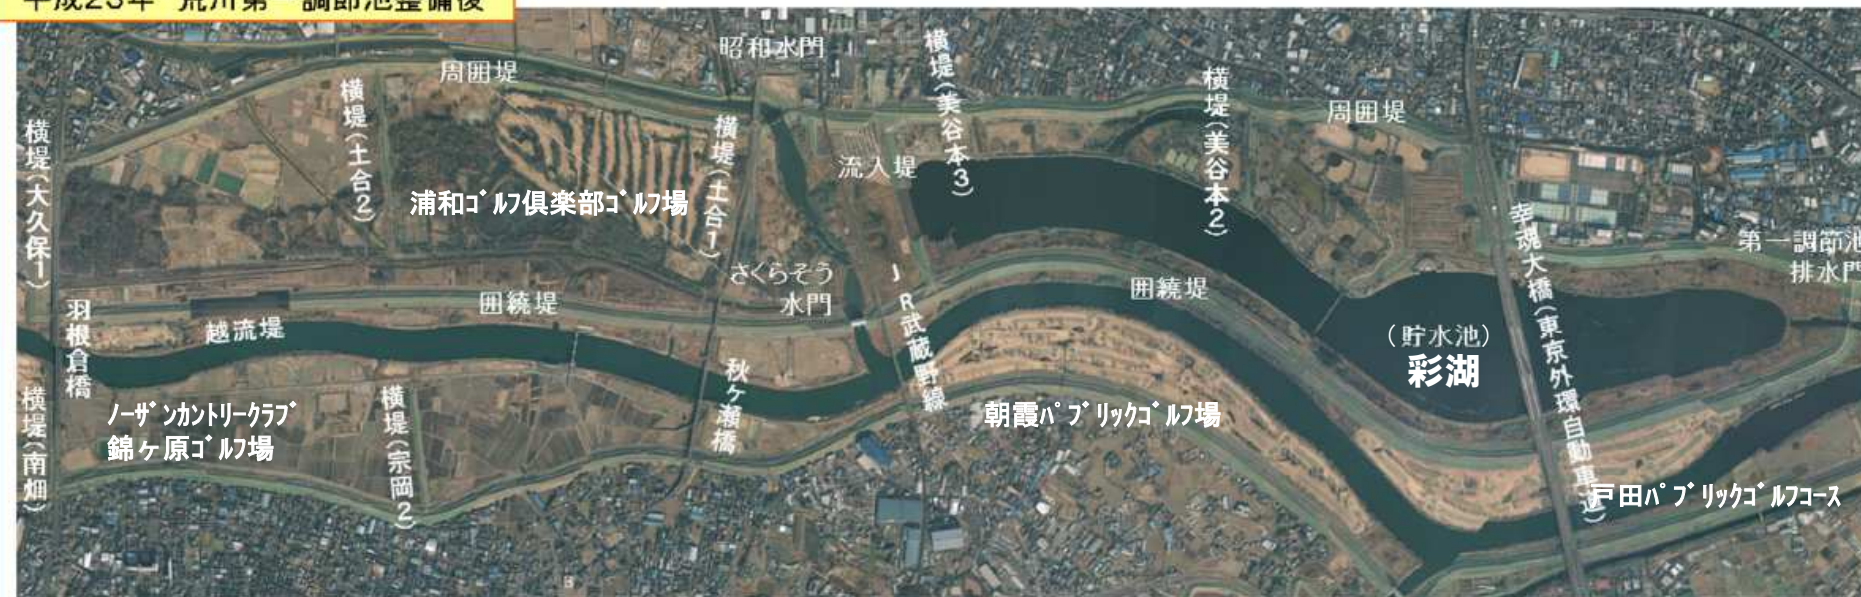 平成23年 荒川第一調節池整備後
昭和水門
周囲堤
横堤(美谷本3)
横堤(土合2)
横堤(美谷本2)
周囲堤
横堤(大久保1)
横堤(土合1)
流入堤
浦和ｺﾞﾙﾌ倶楽部ｺﾞﾙﾌ場
幸魂大橋(東京外環自動車道)
第一調節池
排水門
さくらそう
水門
JR武蔵野線
羽根倉橋
囲繞堤
囲繞堤
越流堤
(貯水池)
彩湖
秋ヶ瀬橋
横堤(南畑)
ﾉｰｻﾞﾝｶﾝﾄﾘｰｸﾗﾌﾞ
錦ヶ原ｺﾞﾙﾌ場
横堤(宗岡2)
朝霞ﾊﾟﾌﾞﾘｯｸｺﾞﾙﾌ場
戸田ﾊﾟﾌﾞﾘｯｸｺﾞﾙﾌｺｰｽ